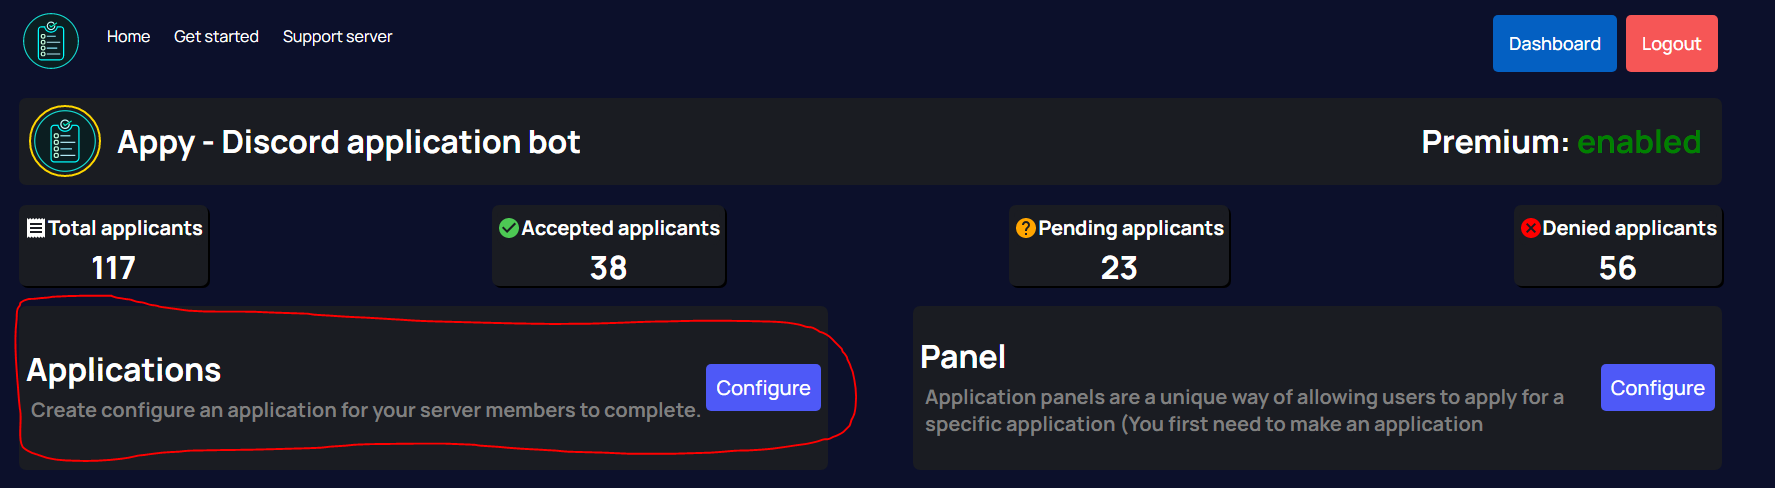 Home Get started Support server Dashboard Logout
Appy - Discord application bot Premium: enabled
Total applicants Accepted applicants Pending applicants Denied applicants
117 38 23 56
Applications
Create configure an application for your server members to complete.
Configure
Panel
Application panels are a unique way of allowing users to apply for a
specific application (You first need to make an application
Configure